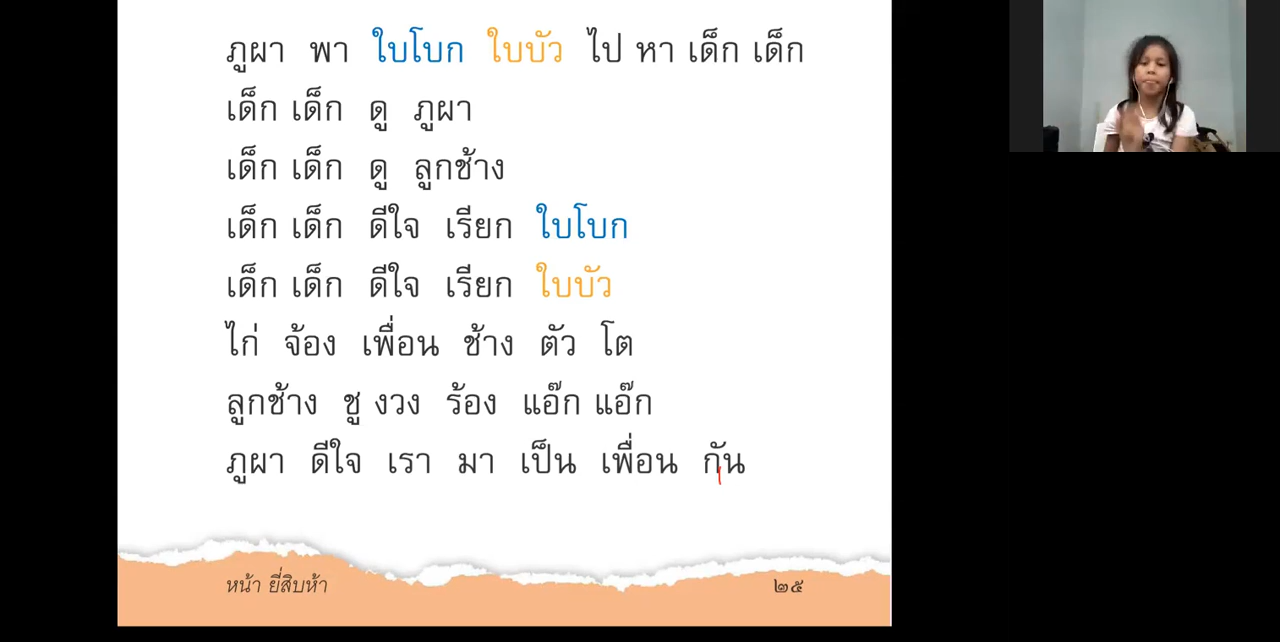 ภูผา พา ใบโบก ใบบัว ไป หา เด็ก เด็ก
เด็ก เด็ก ดู ภูผา
เด็ก เด็ก ดู ลูกช้าง
เด็ก เด็ก ดีใจ เรียก ใบโบก
เด็ก เด็ก ดีใจ เรียก ใบบัว
ไก่ จ้อง เพื่อน ช้าง ตัว โต
ลูกช้าง ชู งวง ร้อง แอ๊ก แอ๊ก
ภูผา ดีใจ เรา มา เป็น เพื่อน กัน
หน้า ยี่สิบห้า ๒๕